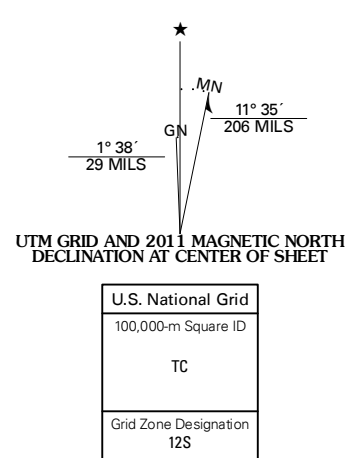 ★
MN
11° 35´
206 MILS
GN
1° 38´
29 MILS
UTM GRID AND 2011 MAGNETIC NORTH
DECLINATION AT CENTER OF SHEET
U.S. National Grid
100,000-m Square ID
TC
Grid Zone Designation
12S